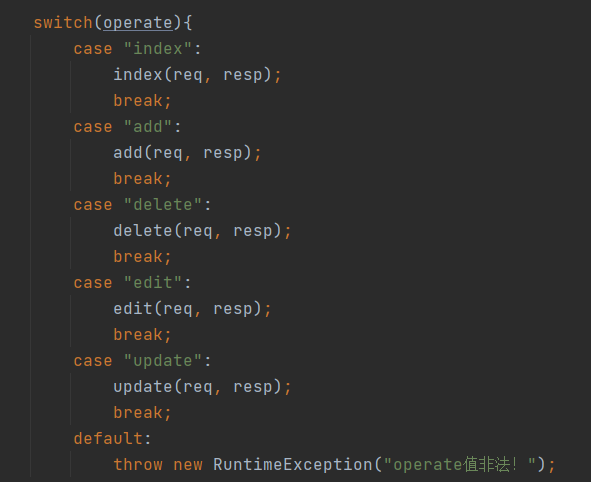 switch(operate){
case "index":
index(req, resp);
break;
case "add":
add(req, resp);
break;
case "delete":
delete(req, resp);
break;
case "edit":
edit(req, resp);
break;
case "update":
update(req, resp);
break;
default:
throw new RuntimeException("operate值非法！");